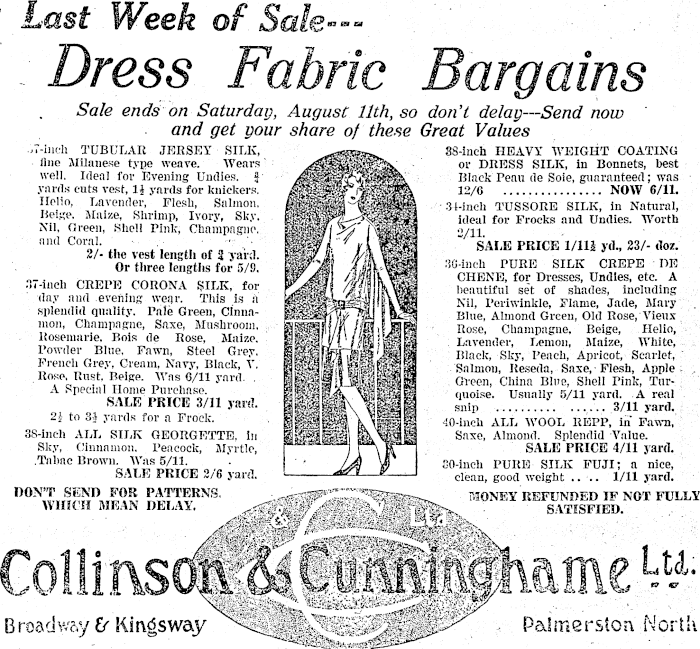 Last Week of Sale---
Dress Fabric Bargains
Sale ends on Saturday, August 11th, so don't delay---Send now
and get your share of these Great Values
37-inch TUBULAR JERSEY SILK,
fine Milanese type weave. Wears
well. Ideal for Evening Undies. ¾
yards cuts vest, 1½ yards for knickers.
Helio, Lavender, Flesh, Salmon,
Beige, Maize, Shrimp, Ivory, Sky,
Nil, Green, Shell Pink, Champagne,
and Coral.
2/- the vest length of ¾ yard.
Or three lengths for 5/9.
37-inch CREPE CORONA SILK, for
day and evening wear. This is a
splendid quality. Pale Green, Cinna-
mon, Champagne, Saxe, Mushroom,
Rosemarie, Bois de Rose, Maize,
Powder Blue, Fawn, Steel Grey,
French Grey, Cream, Navy, Black, V.
Rose, Rust, Beige. Was 6/11 yard.
A Special Home Purchase.
SALE PRICE 3/11 yard.
2½ to 3½ yards for a Frock.
38-inch ALL SILK GEORGETTE, in
Sky, Cinnamon, Peacock, Myrtle,
Tabac Brown. Was 5/11.
SALE PRICE 2/6 yard.
DON'T SEND FOR PATTERNS,
WHICH MEAN DELAY.
38-inch HEAVY WEIGHT COATING
or DRESS SILK, in Bonnets, best
Black Peau de Soie, guaranteed; was
12/6 ................ NOW 6/11.
34-inch TUSSORE SILK, in Natural,
ideal for Frocks and Undies. Worth
2/11.
SALE PRICE 1/11½ yd., 23/- doz.
36-inch PURE SILK CREPE DE
CHENE, for Dresses, Undies, etc. A
beautiful set of shades, including
Nil, Periwinkle, Flame, Jade, Mary
Blue, Almond Green, Old Rose, Vieux
Rose, Champagne, Beige, Helio,
Lavender, Lemon, Maize, White,
Black, Sky, Peach, Apricot, Scarlet,
Salmon, Reseda, Saxe, Flesh, Apple
Green, China Blue, Shell Pink, Tur-
quoise. Usually 5/11 yard. A real
snip .......... ...... 3/11 yard.
40-inch ALL WOOL REPP, in Fawn,
Saxe, Almond. Splendid Value.
SALE PRICE 4/11 yard.
30-inch PURE SILK FUJI; a nice,
clean, good weight .. .. 1/11 yard.
MONEY REFUNDED IF NOT FULLY
SATISFIED.
C & C Ltd
Collinson & Cunninghame Ltd.
Broadway & Kingsway
Palmerston North